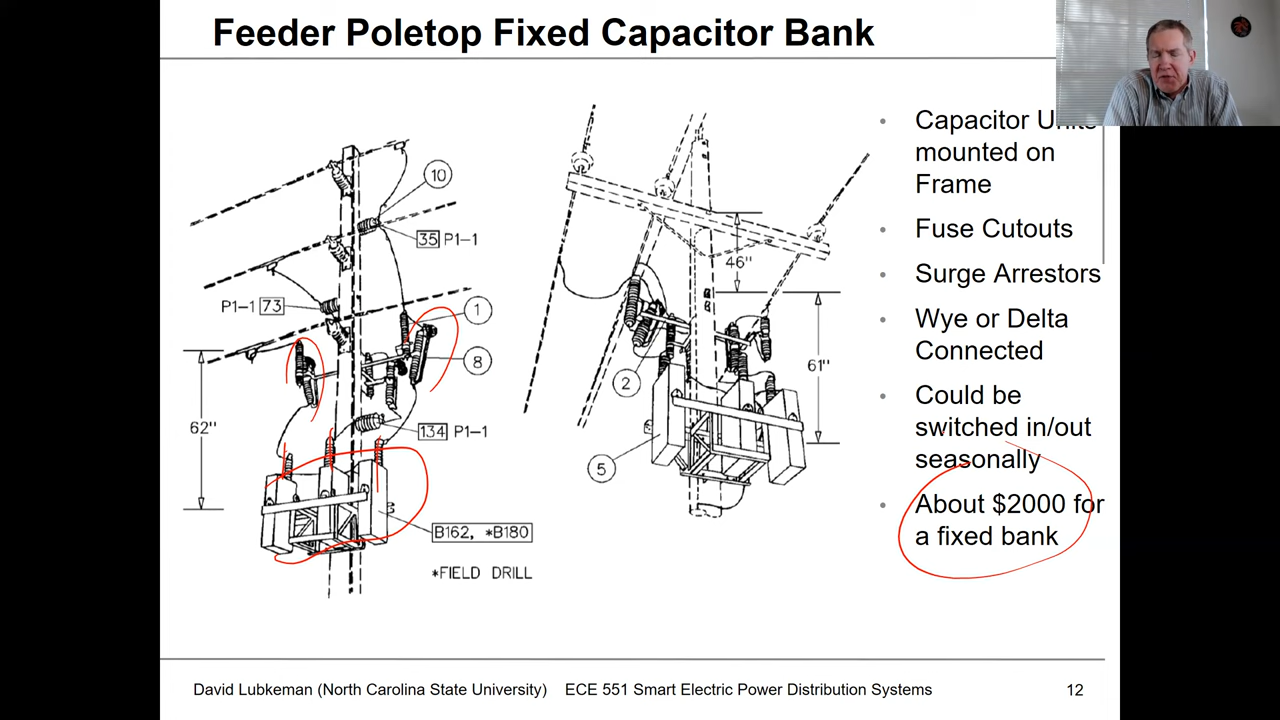 Feeder Poletop Fixed Capacitor Bank
10
35 P1-1
P1-1 73
1
8
62"
134 P1-1
B162, *B180
*FIELD DRILL
46"
61"
2
5
• Capacitor Units
mounted on
Frame
• Fuse Cutouts
• Surge Arrestors
• Wye or Delta
Connected
• Could be
switched in/out
seasonally
• About $2000 for
a fixed bank
David Lubkeman (North Carolina State University) ECE 551 Smart Electric Power Distribution Systems 12